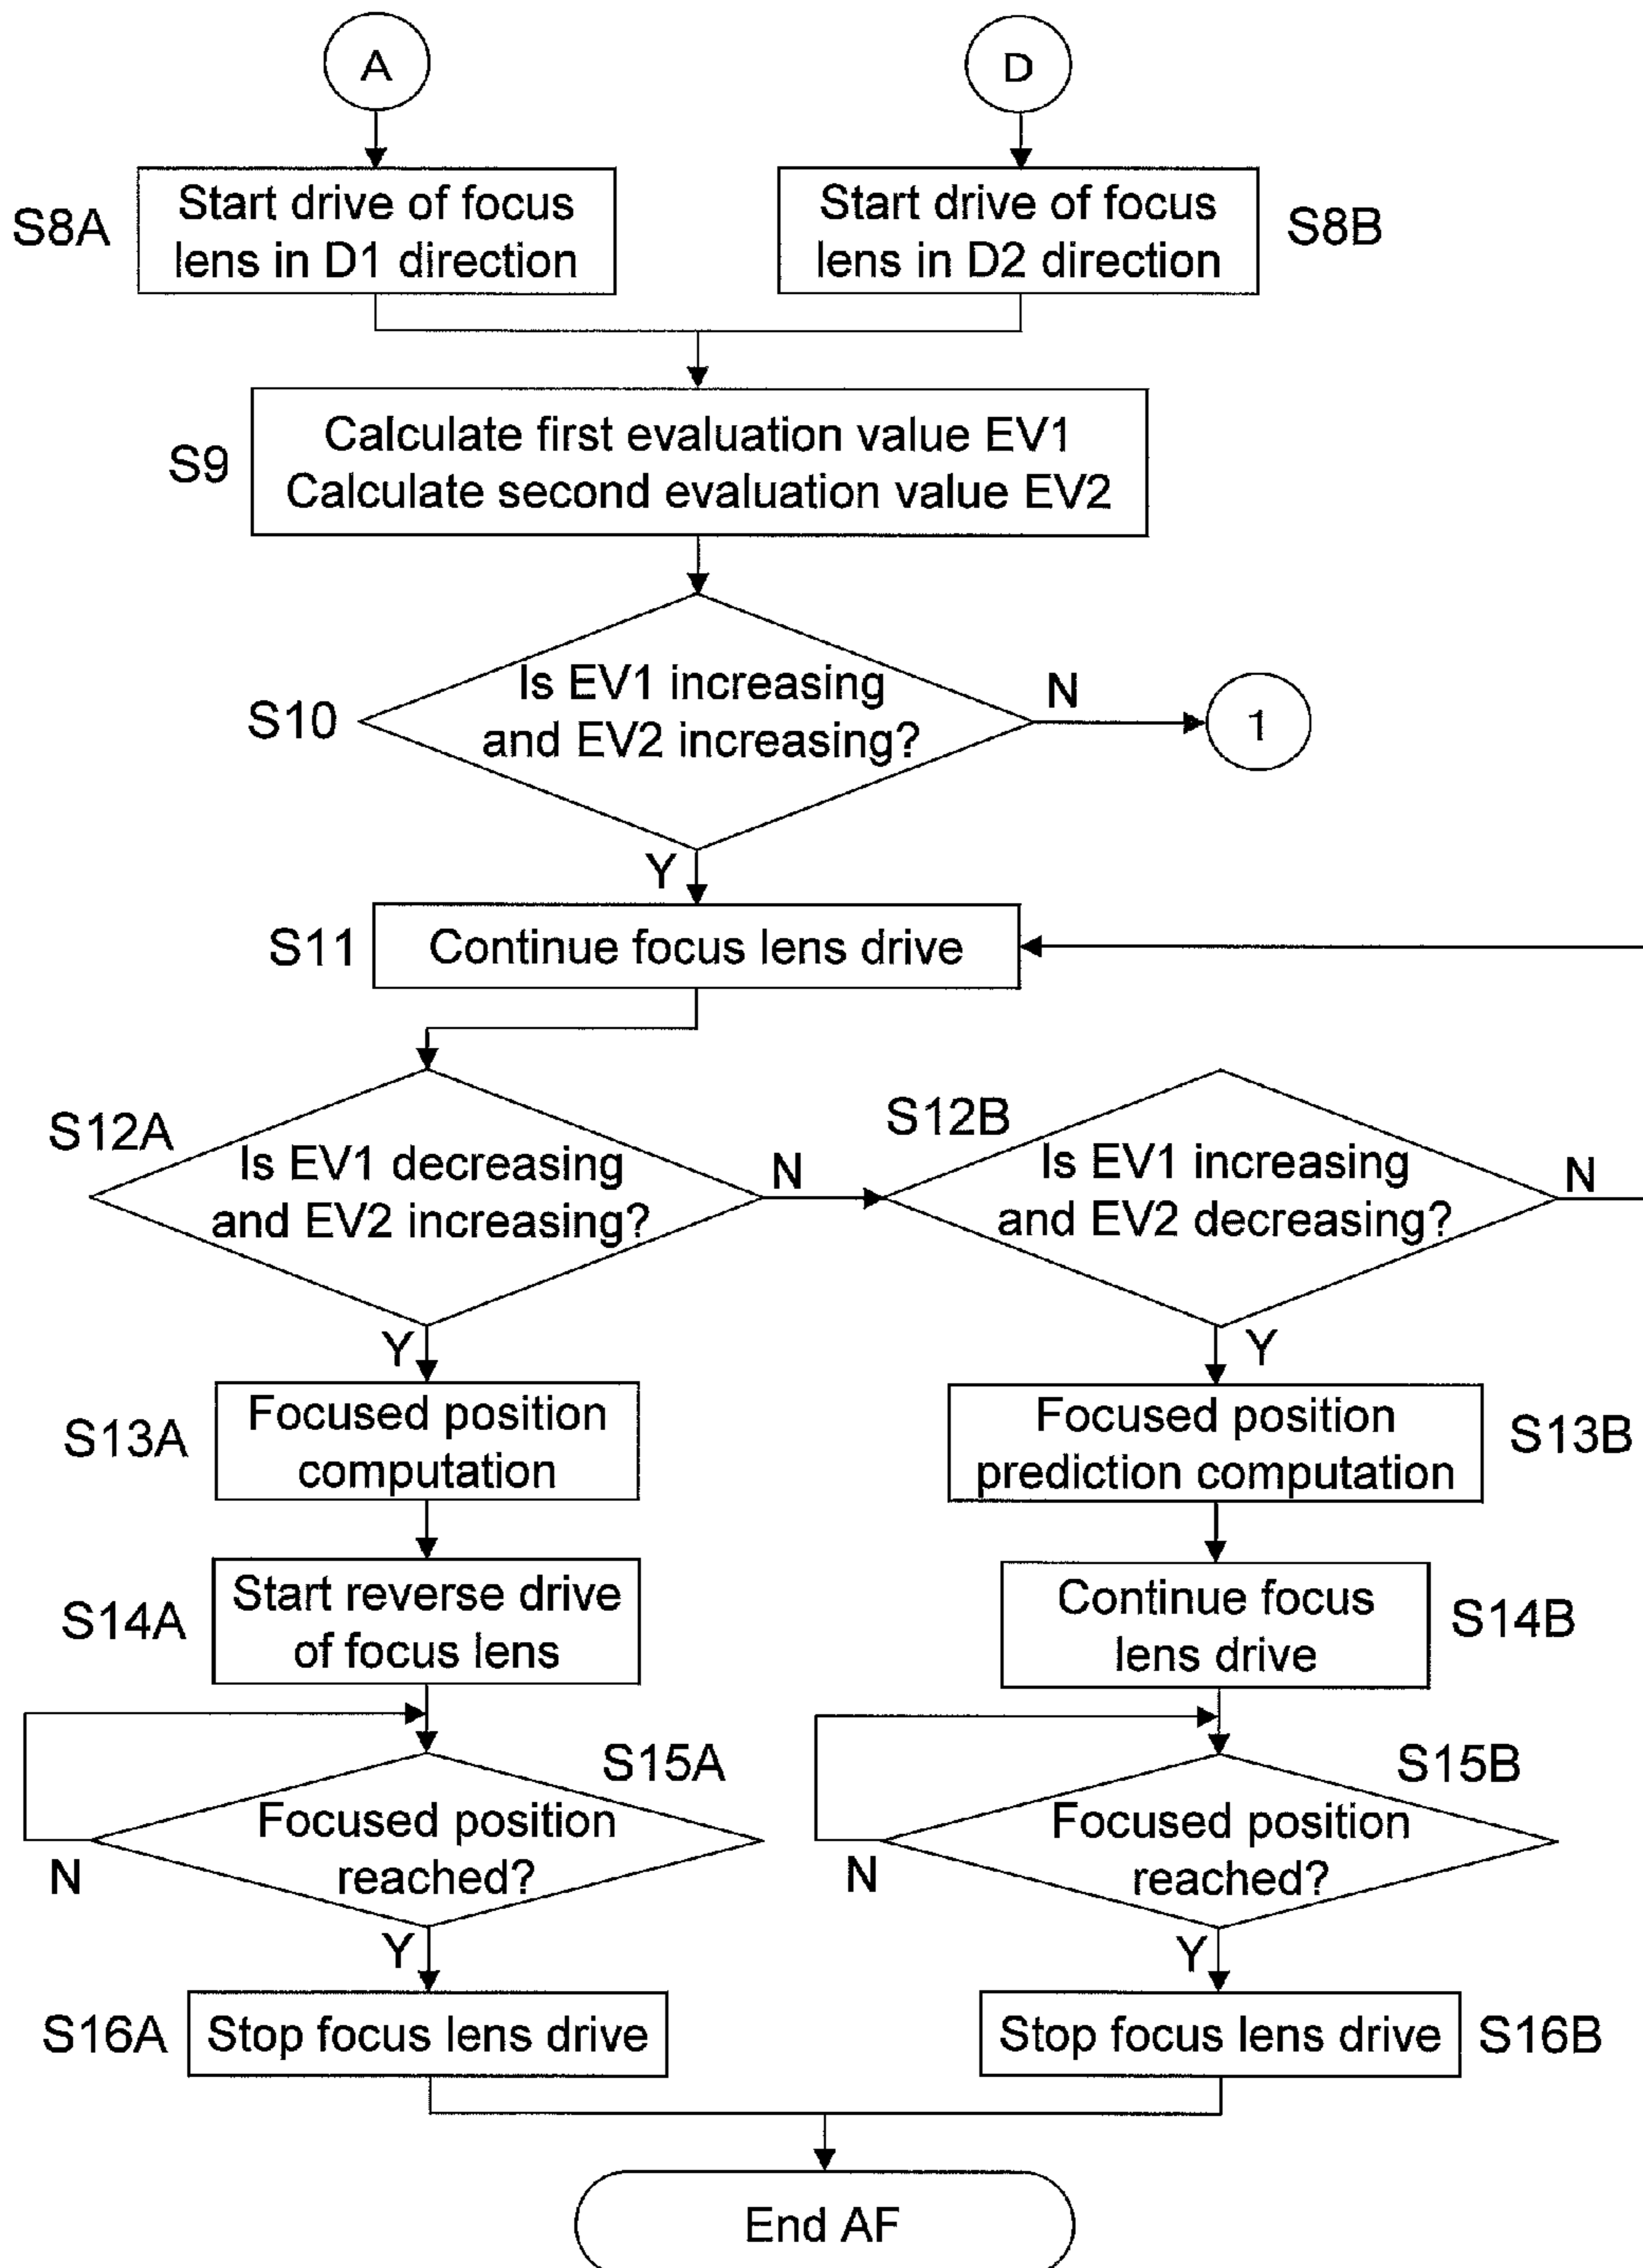 A
D
S8A
Start drive of focus
lens in D1 direction
Start drive of focus
lens in D2 direction
S8B
S9
Calculate first evaluation value EV1
Calculate second evaluation value EV2
S10
Is EV1 increasing
and EV2 increasing?
N
1
Y
S11
Continue focus lens drive
S12A
Is EV1 decreasing
and EV2 increasing?
N
S12B
Is EV1 increasing
and EV2 decreasing?
N
Y
Y
S13A
Focused position
computation
Focused position
prediction computation
S13B
S14A
Start reverse drive
of focus lens
Continue focus
lens drive
S14B
S15A
Focused position
reached?
N
S15B
Focused position
reached?
N
Y
Y
S16A
Stop focus lens drive
Stop focus lens drive
S16B
End AF